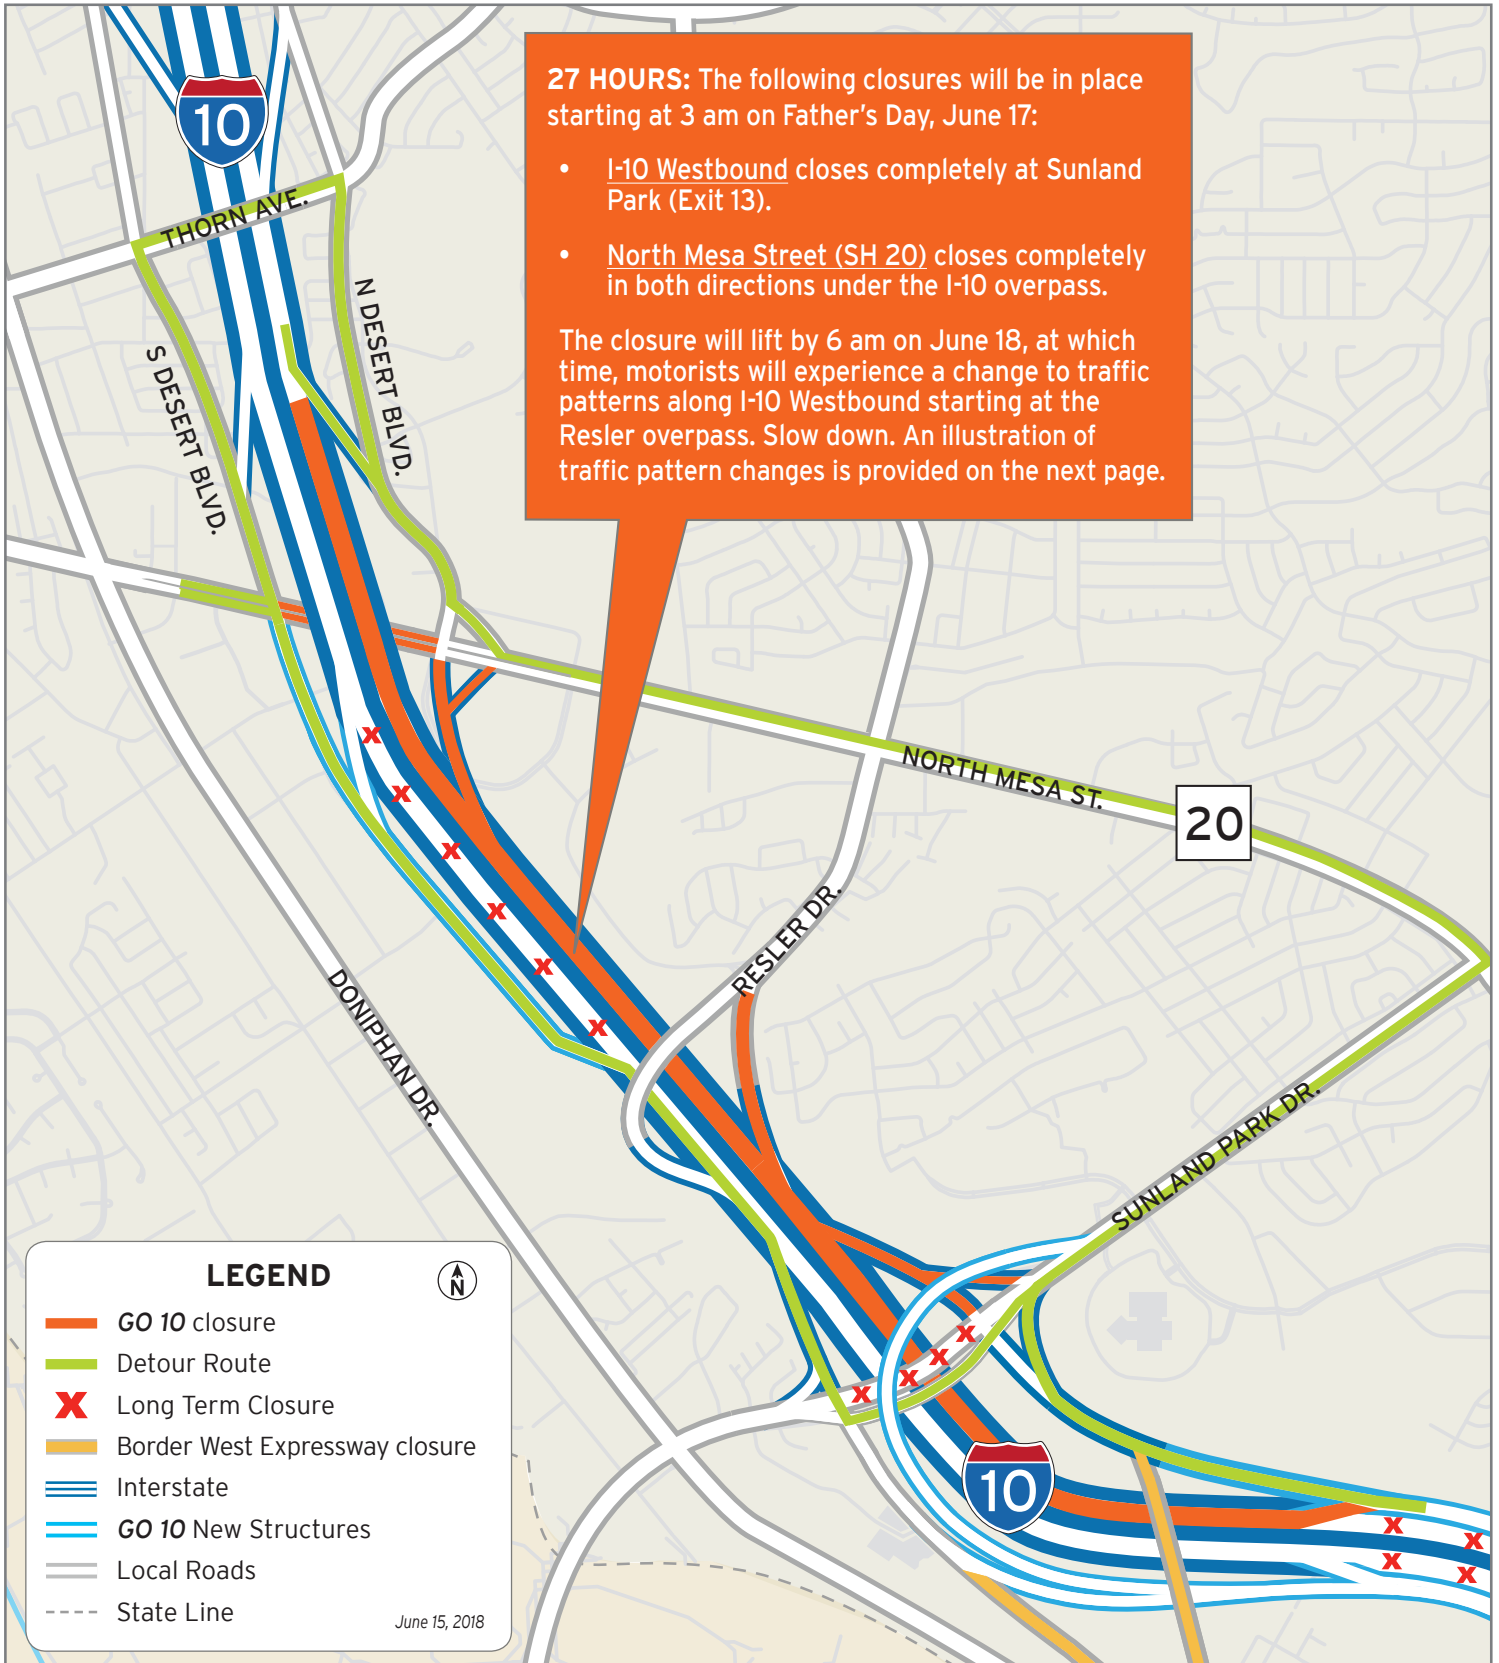 10
27 HOURS: The following closures will be in place
starting at 3 am on Father's Day, June 17:
• I-10 Westbound closes completely at Sunland
Park (Exit 13).
• North Mesa Street (SH 20) closes completely
in both directions under the I-10 overpass.
The closure will lift by 6 am on June 18, at which
time, motorists will experience a change to traffic
patterns along I-10 Westbound starting at the
Resler overpass. Slow down. An illustration of
traffic pattern changes is provided on the next page.
THORN AVE.
N DESERT BLVD.
S DESERT BLVD.
NORTH MESA ST.
20
RESLER DR.
DONIPHAN DR.
SUNLAND PARK DR.
10
LEGEND
N
GO 10 closure
Detour Route
X Long Term Closure
Border West Expressway closure
Interstate
GO 10 New Structures
Local Roads
State Line
June 15, 2018